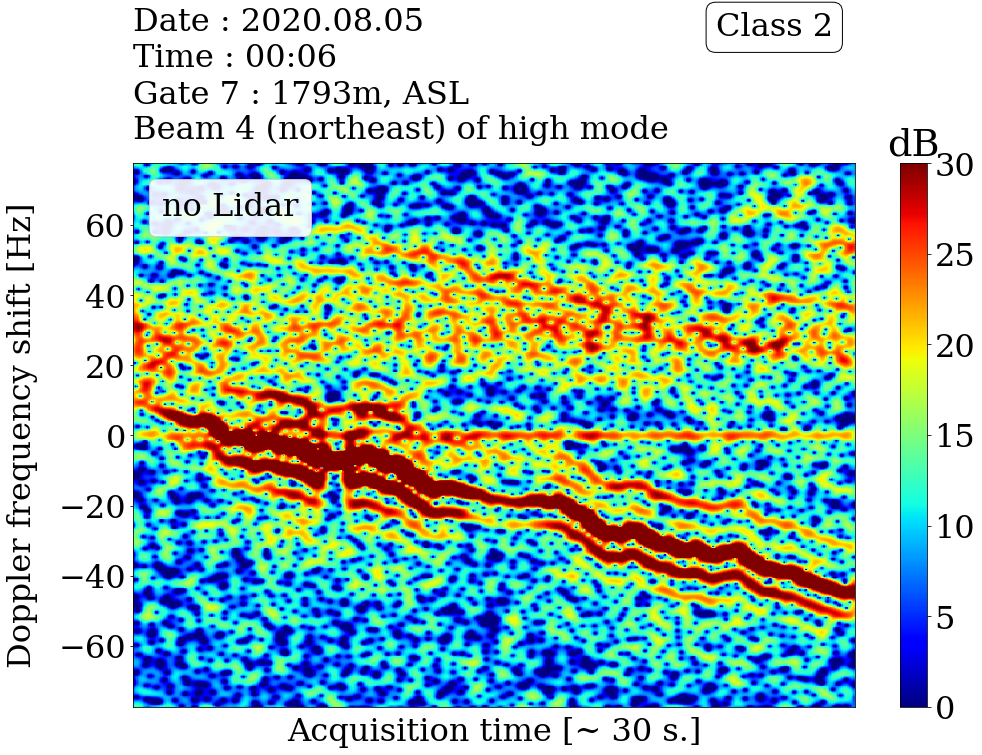 Date : 2020.08.05
Time : 00:06
Gate 7 : 1793m, ASL
Beam 4 (northeast) of high mode
Class 2
dB
no Lidar
Doppler frequency shift [Hz]
60
40
20
0
−20
−40
−60
Acquisition time [~ 30 s.]
30
25
20
15
10
5
0